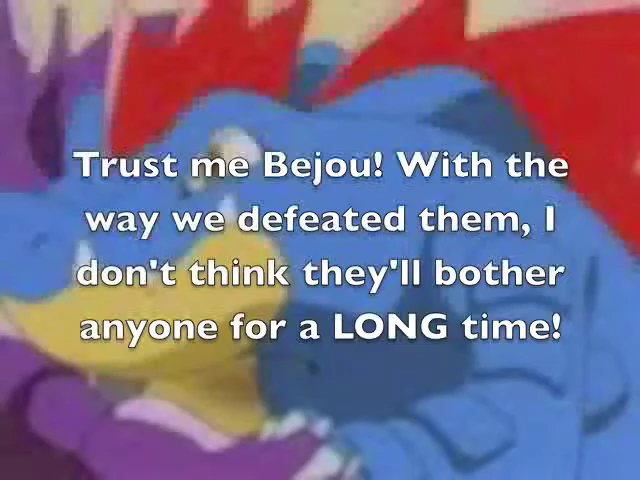 Trust me Bejou! With the
way we defeated them, I
don't think they'll bother
anyone for a LONG time!